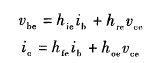 v_be = h_ie i_b + h_re v_ce
i_c = h_fe i_b + h_oe v_ce